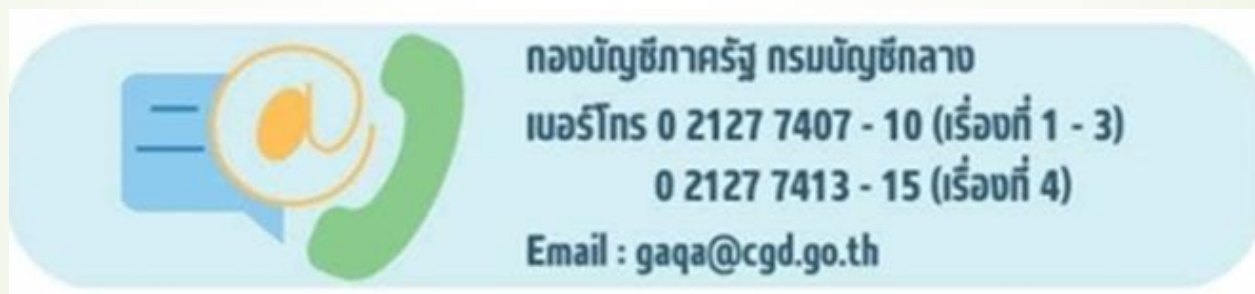 กองบัญชีภาครัฐ กรมบัญชีกลาง
เบอร์โทร 0 2127 7407 - 10 (เรื่องที่ 1 - 3)
0 2127 7413 - 15 (เรื่องที่ 4)
Email : gaqa@cgd.go.th